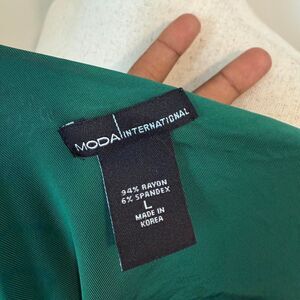 MODA INTERNATIONAL
94% RAYON
6% SPANDEX
L
MADE IN
KOREA